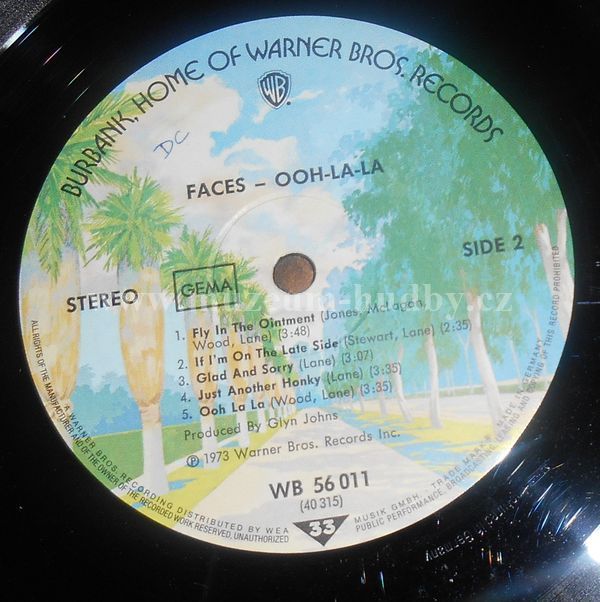 BURBANK, HOME OF WARNER BROS. RECORDS
WB
DC
FACES – OOH-LA-LA
SIDE 2
STEREO
GEMA
www.muzeum-hudby.cz
1. Fly In The Ointment (Jones, McLagan,
Wood, Lane) (3:48)
2. If I'm On The Late Side (Stewart, Lane) (2:35)
3. Glad And Sorry (Lane) (3:07)
4. Just Another Honky (Lane) (3:35)
5. Ooh La La (Wood, Lane) (3:35)
Produced By Glyn Johns
℗ 1973 Warner Bros. Records Inc.
WB 56 011
(40 315)
33
A WARNER BROS. RECORDING DISTRIBUTED BY WEA MUSIK GMBH. TRADE MARK MADE IN GERMANY
ALL RIGHTS OF THE MANUFACTURER AND OF THE OWNER OF THE RECORDED WORK RESERVED, UNAUTHORIZED PUBLIC PERFORMANCE, BROADCASTING, LENDING AND COPYING OF THIS RECORD PROHIBITED